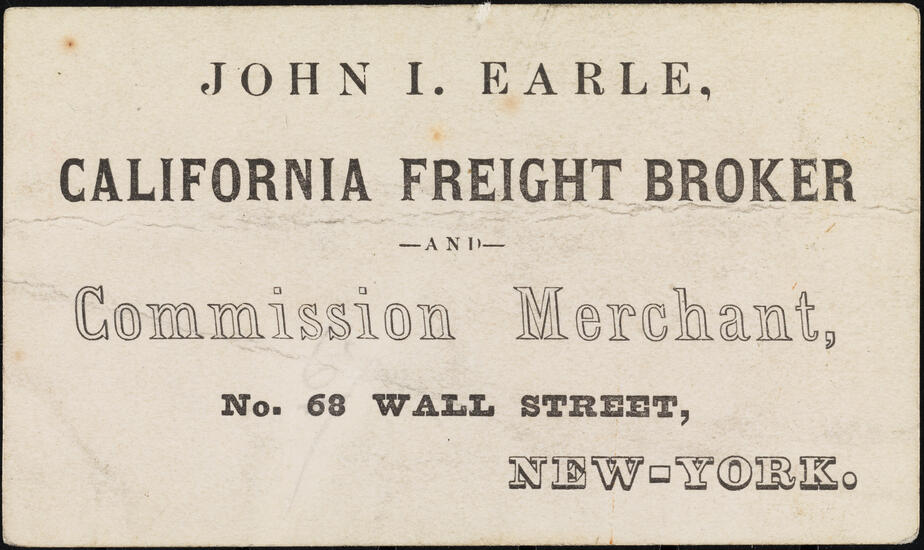 JOHN I. EARLE,
CALIFORNIA FREIGHT BROKER
—AND—
Commission Merchant,
No. 68 WALL STREET,
NEW-YORK.